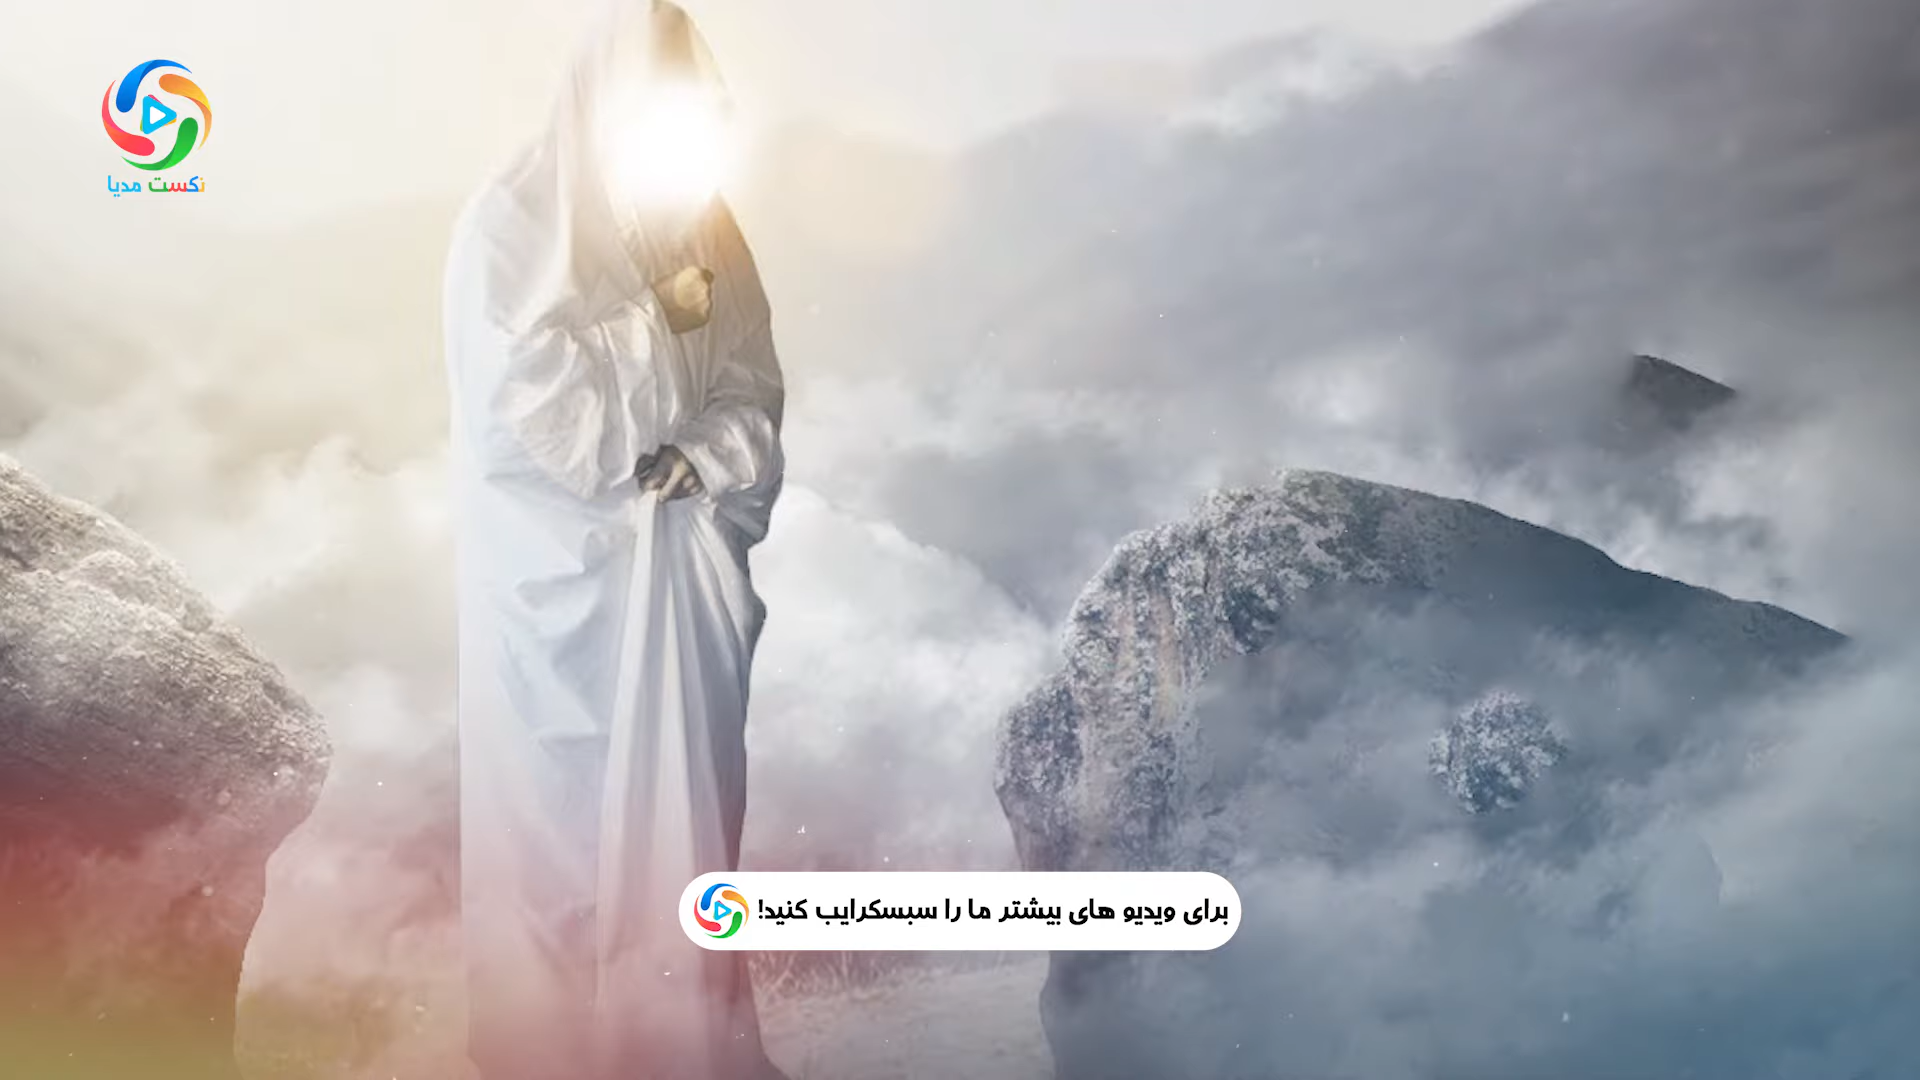 نکست مدیا
برای ویدیو های بیشتر ما را سبسکرایب کنید!